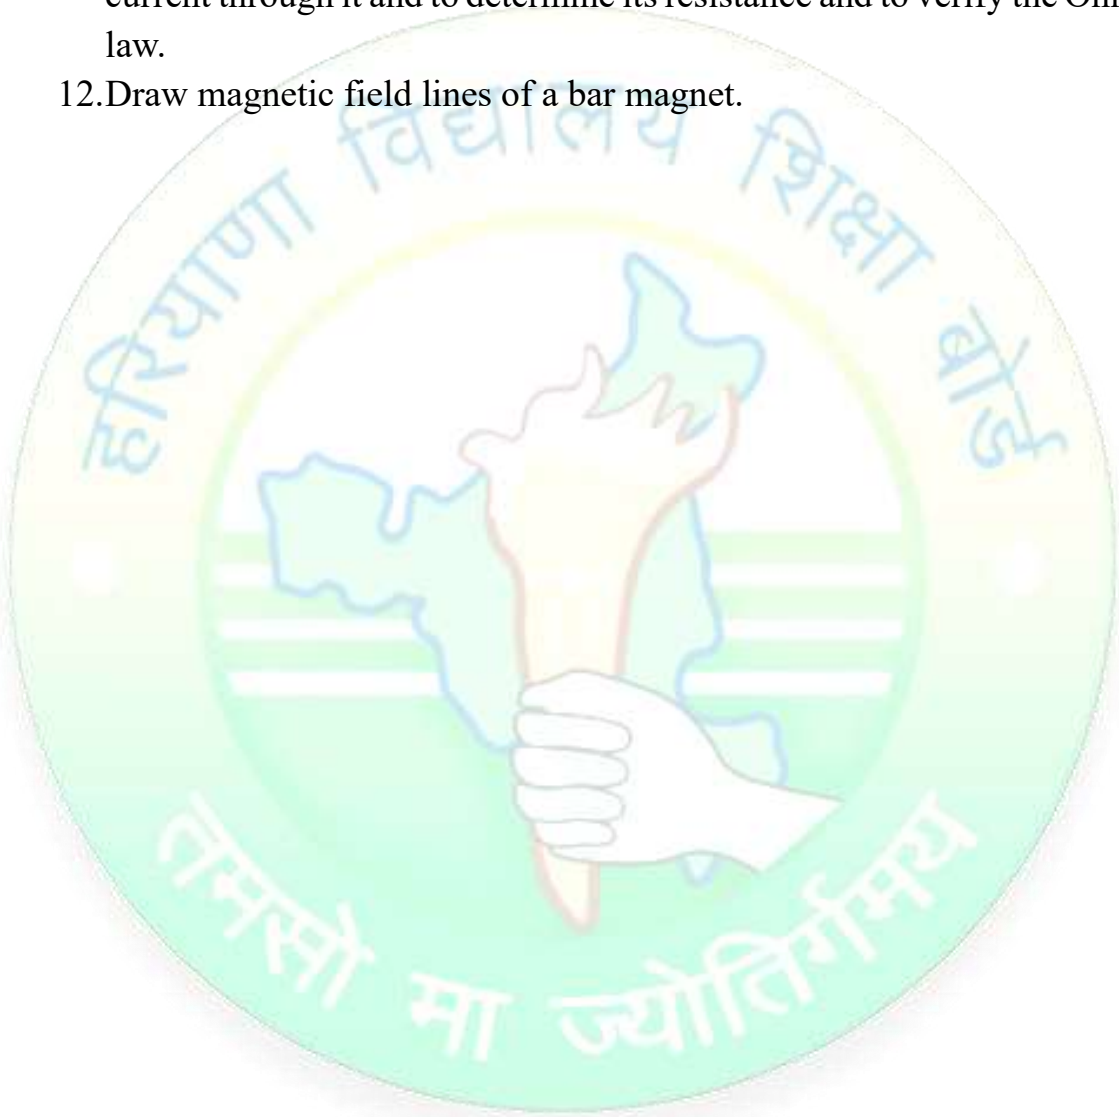 current through it and to determine its resistance and to verify the Ohm
law.
12.Draw magnetic field lines of a bar magnet.
हरियाणा विद्यालय शिक्षा बोर्ड
तमसो मा ज्योतिर्गमय